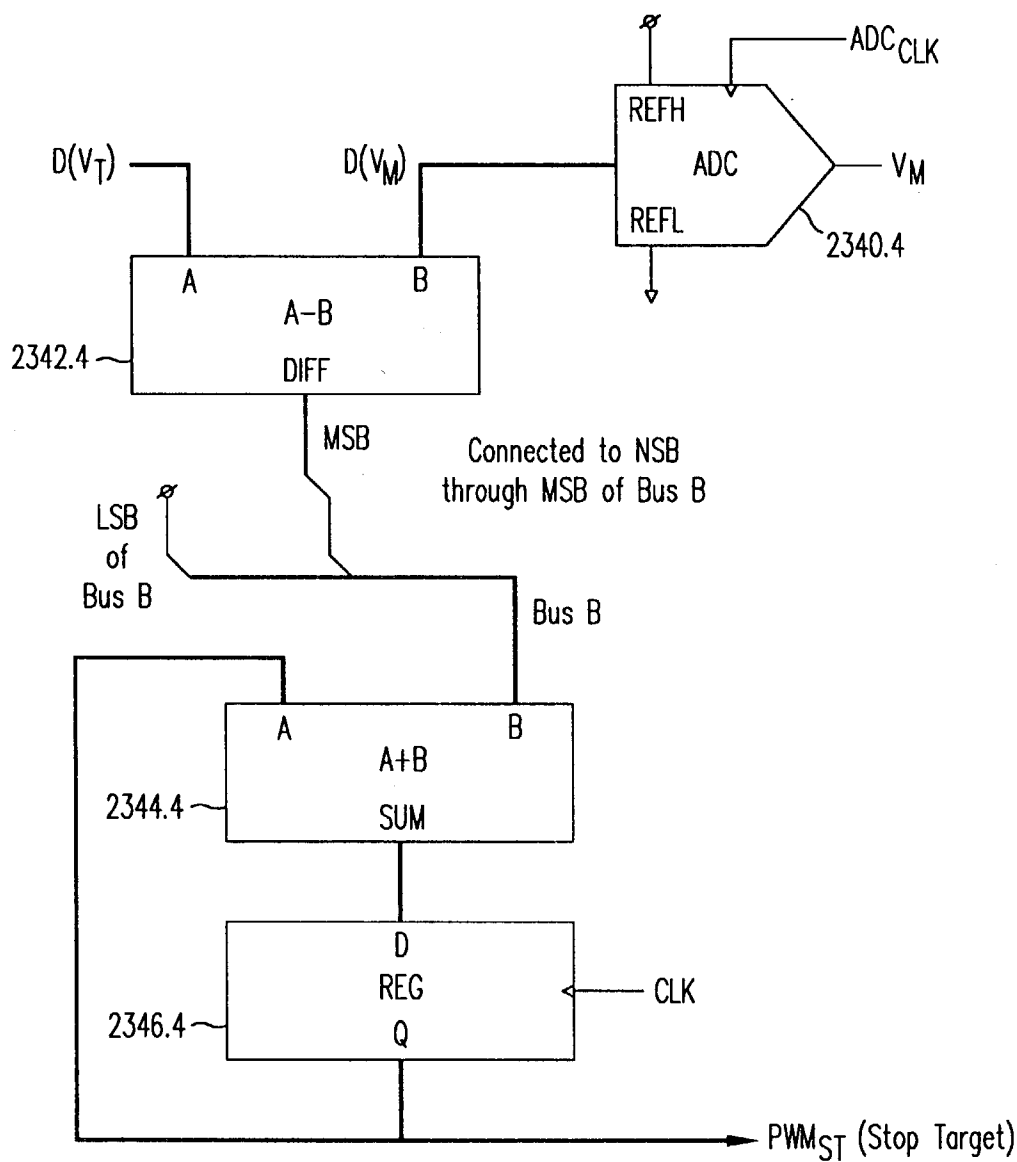 ADC_CLK
REFH
D(V_T)
D(V_M)
ADC
V_M
REFL
2340.4
A
B
A–B
2342.4
DIFF
MSB
Connected to NSB
through MSB of Bus B
LSB
of
Bus B
Bus B
A
B
A+B
2344.4
SUM
D
REG
CLK
2346.4
Q
PWM_ST (Stop Target)